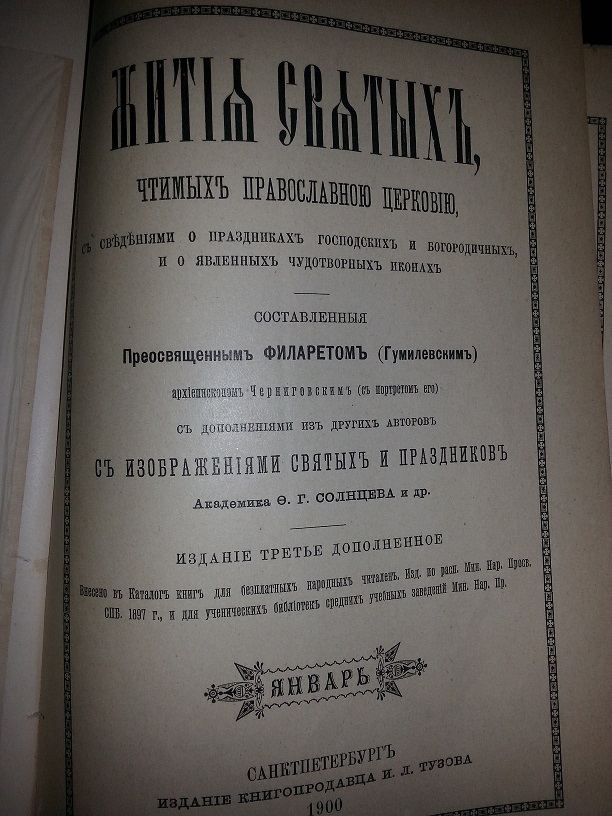 ЖИТІѦ СВѦТЫХЪ,
ЧТИМЫХЪ ПРАВОСЛАВНОЮ ЦЕРКОВІЮ,
СЪ СВѢДѢНІЯМИ О ПРАЗДНИКАХЪ ГОСПОДСКИХЪ И БОГОРОДИЧНЫХЪ,
И О ЯВЛЕННЫХЪ ЧУДОТВОРНЫХЪ ИКОНАХЪ
СОСТАВЛЕННЫЯ
Преосвященнымъ ФИЛАРЕТОМЪ (Гумилевскимъ)
архіепископомъ Черниговскимъ (съ портретомъ его)
СЪ ДОПОЛНЕНІЯМИ ИЗЪ ДРУГИХЪ АВТОРОВЪ
СЪ ИЗОБРАЖЕНІЯМИ СВЯТЫХЪ И ПРАЗДНИКОВЪ
Академика Ѳ. Г. СОЛНЦЕВА и др.
ИЗДАНІЕ ТРЕТЬЕ ДОПОЛНЕННОЕ
Внесено въ Каталогъ книгъ для безплатныхъ народныхъ читаленъ. Изд. по расп. Мин. Нар. Просв.
СПБ. 1897 г., и для ученическихъ библіотекъ среднихъ учебныхъ заведеній Мин. Нар. Пр.
ЯНВАРЬ
САНКТПЕТЕРБУРГЪ
ИЗДАНІЕ КНИГОПРОДАВЦА И. Л. ТУЗОВА
1900